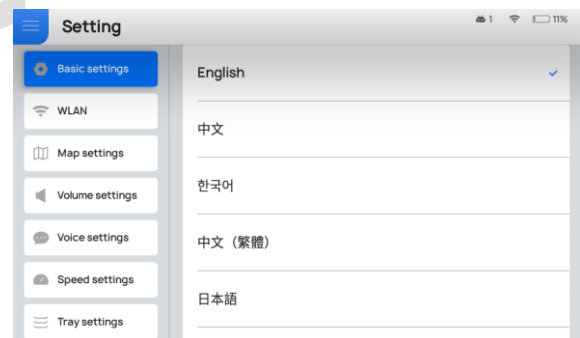 Setting
1
11%
Basic settings
WLAN
Map settings
Volume settings
Voice settings
Speed settings
Tray settings
English
中文
한국어
中文（繁體）
日本語